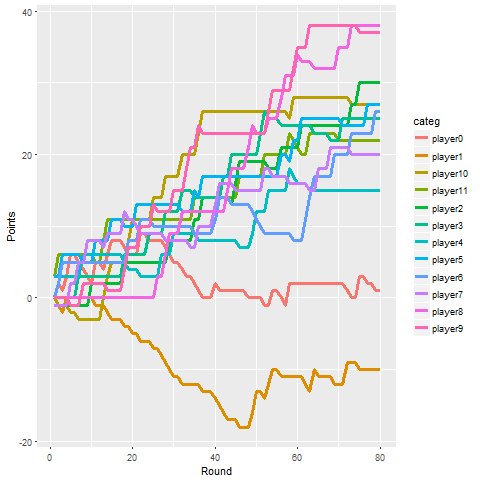 40
20
0
-20
0
20
40
60
80
Round
Points
categ
player0
player1
player10
player11
player2
player3
player4
player5
player6
player7
player8
player9